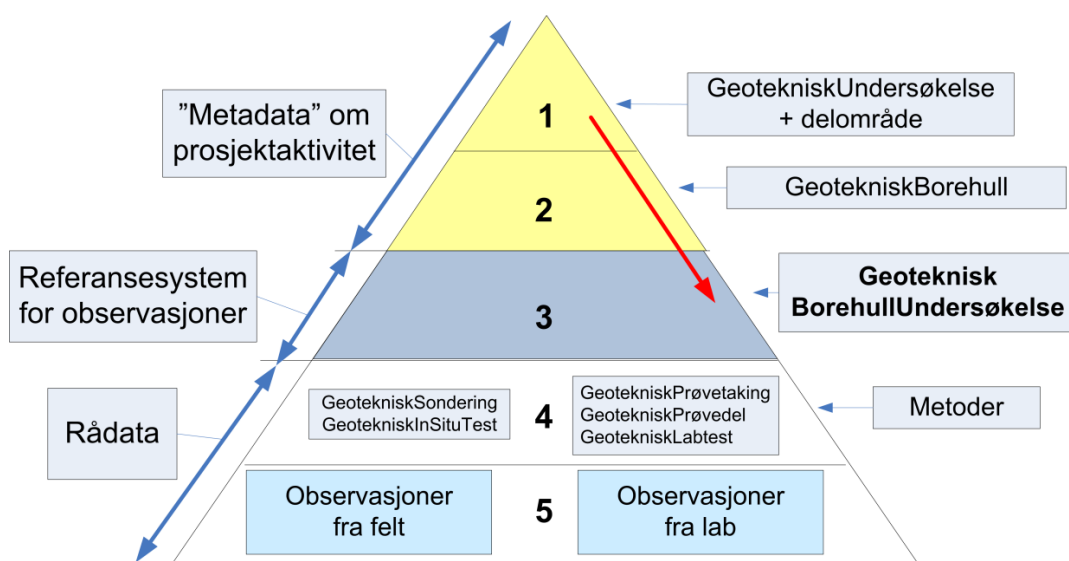 ”Metadata” om
prosjektaktivitet
Referansesystem
for observasjoner
Rådata
1
2
3
4
5
GeotekniskUndersøkelse
+ delområde
GeotekniskBorehull
Geoteknisk
BorehullUndersøkelse
Metoder
GeotekniskSondering
GeotekniskInSituTest
GeotekniskPrøvetaking
GeotekniskPrøvedel
GeotekniskLabtest
Observasjoner
fra felt
Observasjoner
fra lab